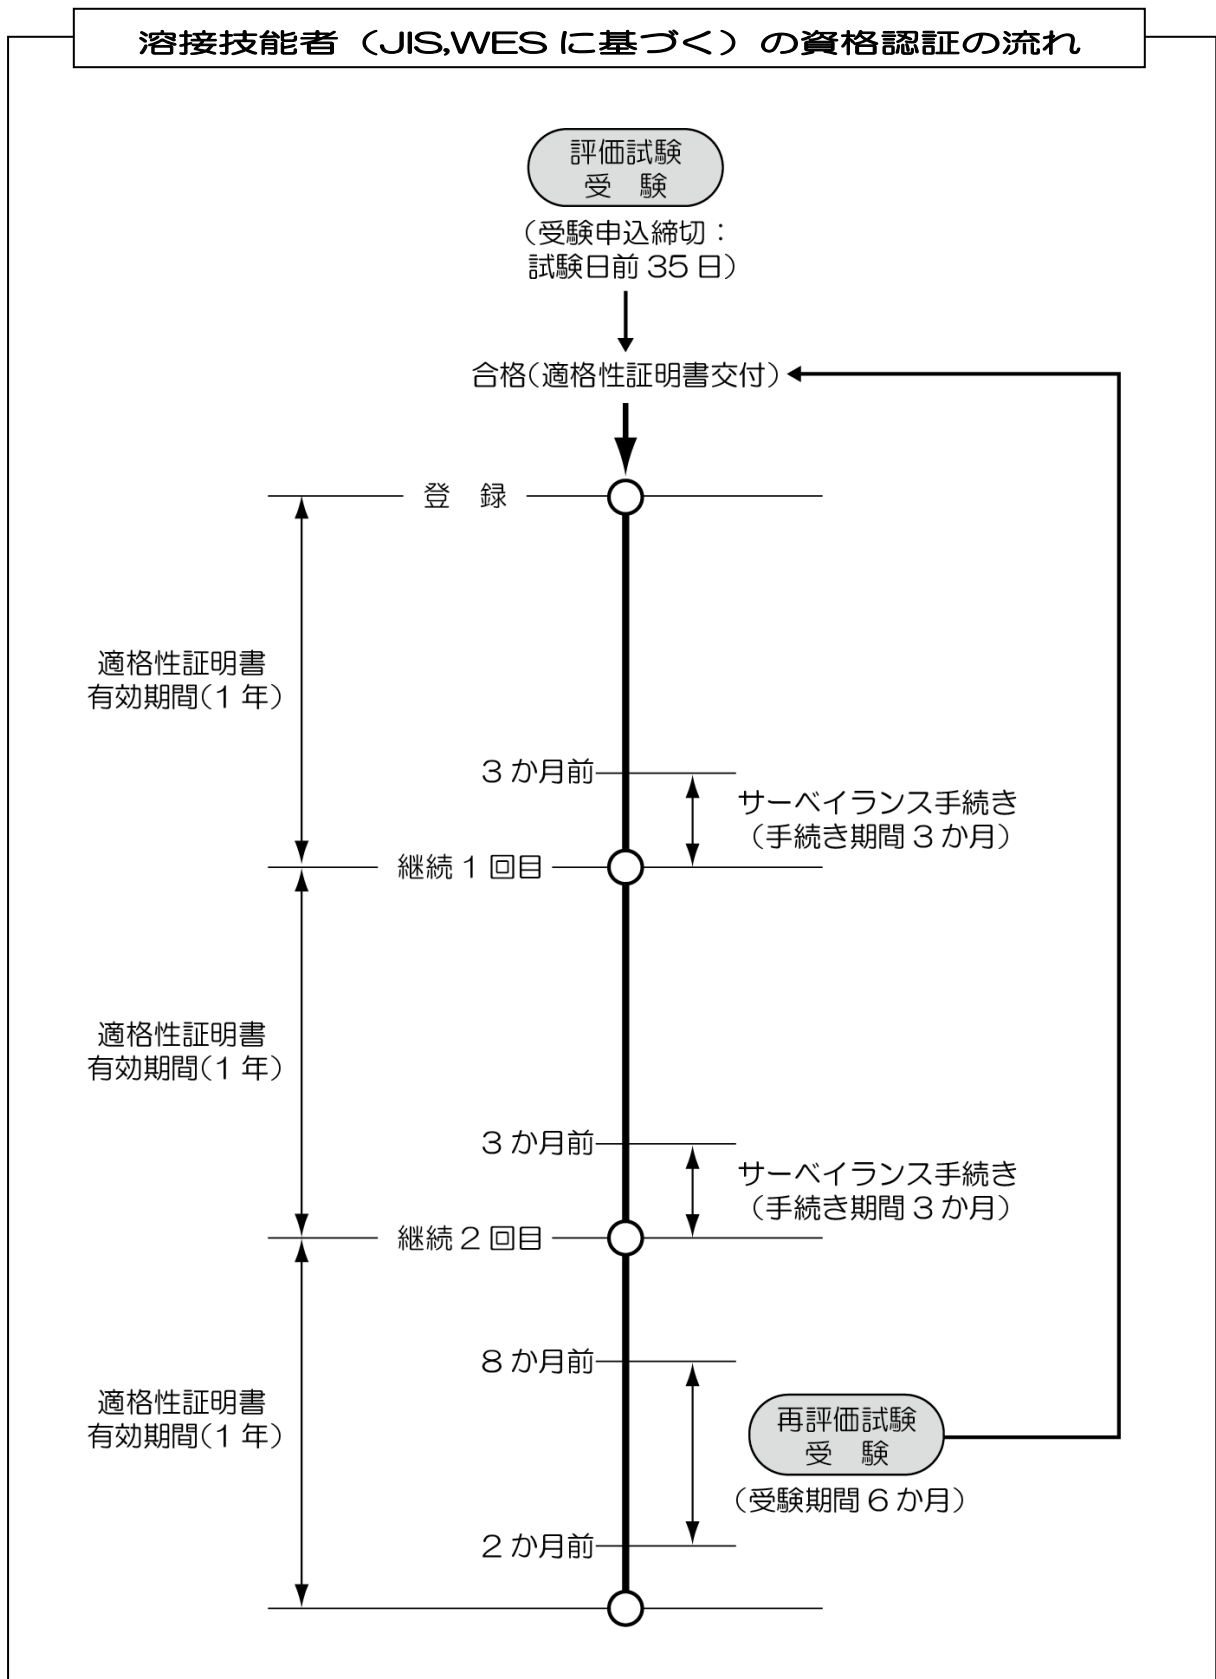 溶接技能者（JIS,WES に基づく）の資格認証の流れ
評価試験
受　験
（受験申込締切：
試験日前 35 日）
合格（適格性証明書交付）
登　録
適格性証明書
有効期間（1 年）
3 か月前
サーベイランス手続き
（手続き期間 3 か月）
継続 1 回目
適格性証明書
有効期間（1 年）
3 か月前
サーベイランス手続き
（手続き期間 3 か月）
継続 2 回目
8 か月前
適格性証明書
有効期間（1 年）
再評価試験
受　験
（受験期間 6 か月）
2 か月前